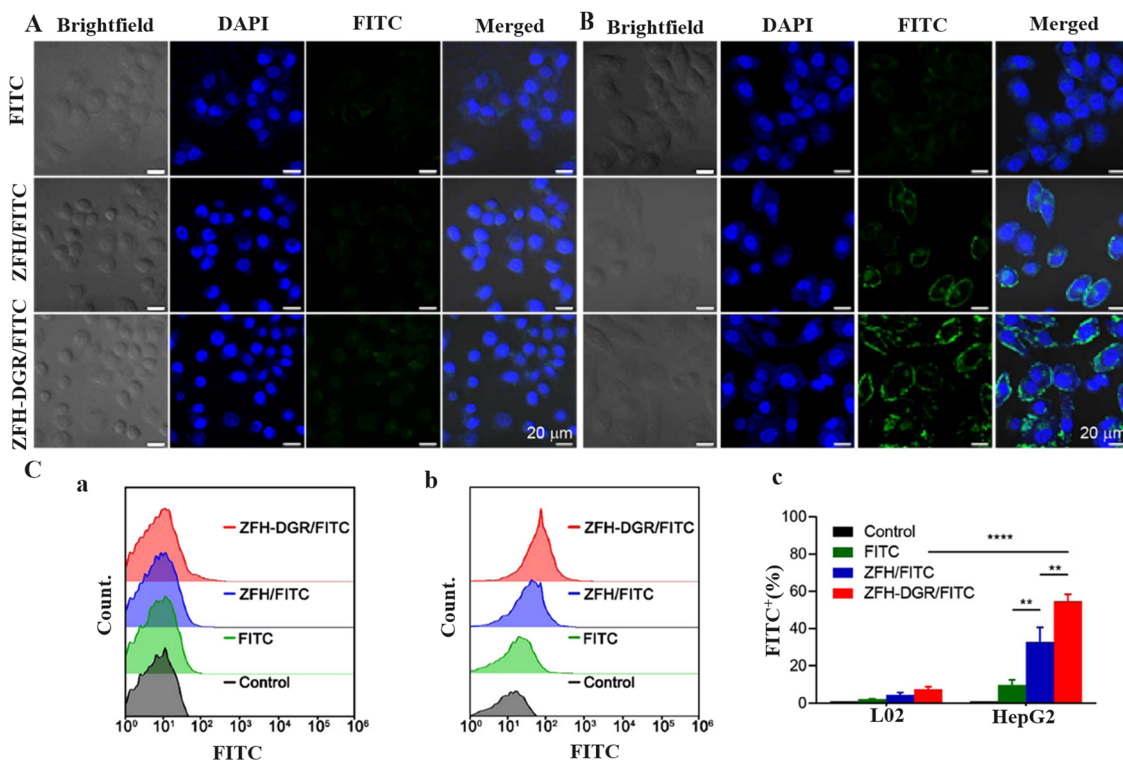 A Brightfield DAPI FITC Merged B Brightfield DAPI FITC Merged
FITC
ZFH/FITC
ZFH-DGR/FITC
20 μm 20 μm
C a b c
ZFH-DGR/FITC
ZFH/FITC
FITC
Control
Count.
10⁰ 10¹ 10² 10³ 10⁴ 10⁵ 10⁶
FITC
ZFH-DGR/FITC
ZFH/FITC
FITC
Control
Count.
10⁰ 10² 10⁴ 10⁶
FITC
Control
FITC
ZFH/FITC
ZFH-DGR/FITC
****
**
**
FITC⁺(%)
100
80
60
40
20
0
L02 HepG2